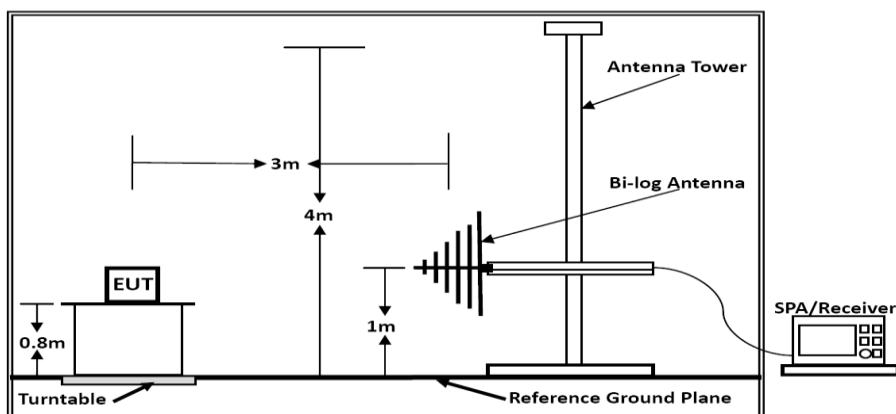 Antenna Tower
3m
Bi-log Antenna
4m
EUT
SPA/Receiver
0.8m
1m
Turntable
Reference Ground Plane